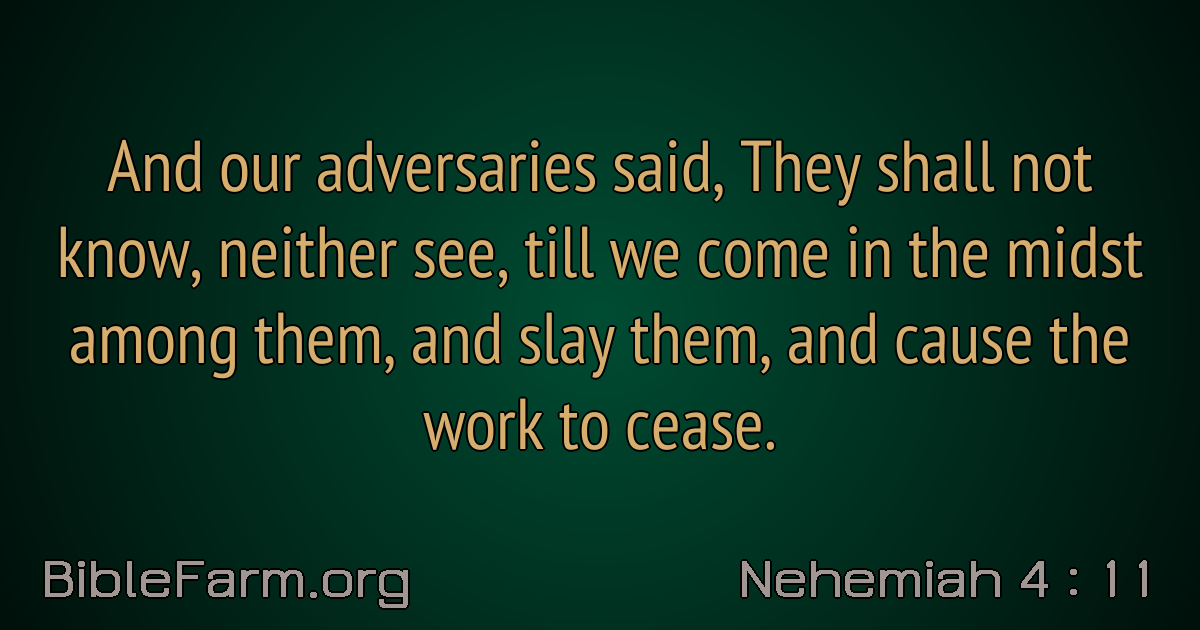 And our adversaries said, They shall not
know, neither see, till we come in the midst
among them, and slay them, and cause the
work to cease.
BibleFarm.org
Nehemiah 4 : 11